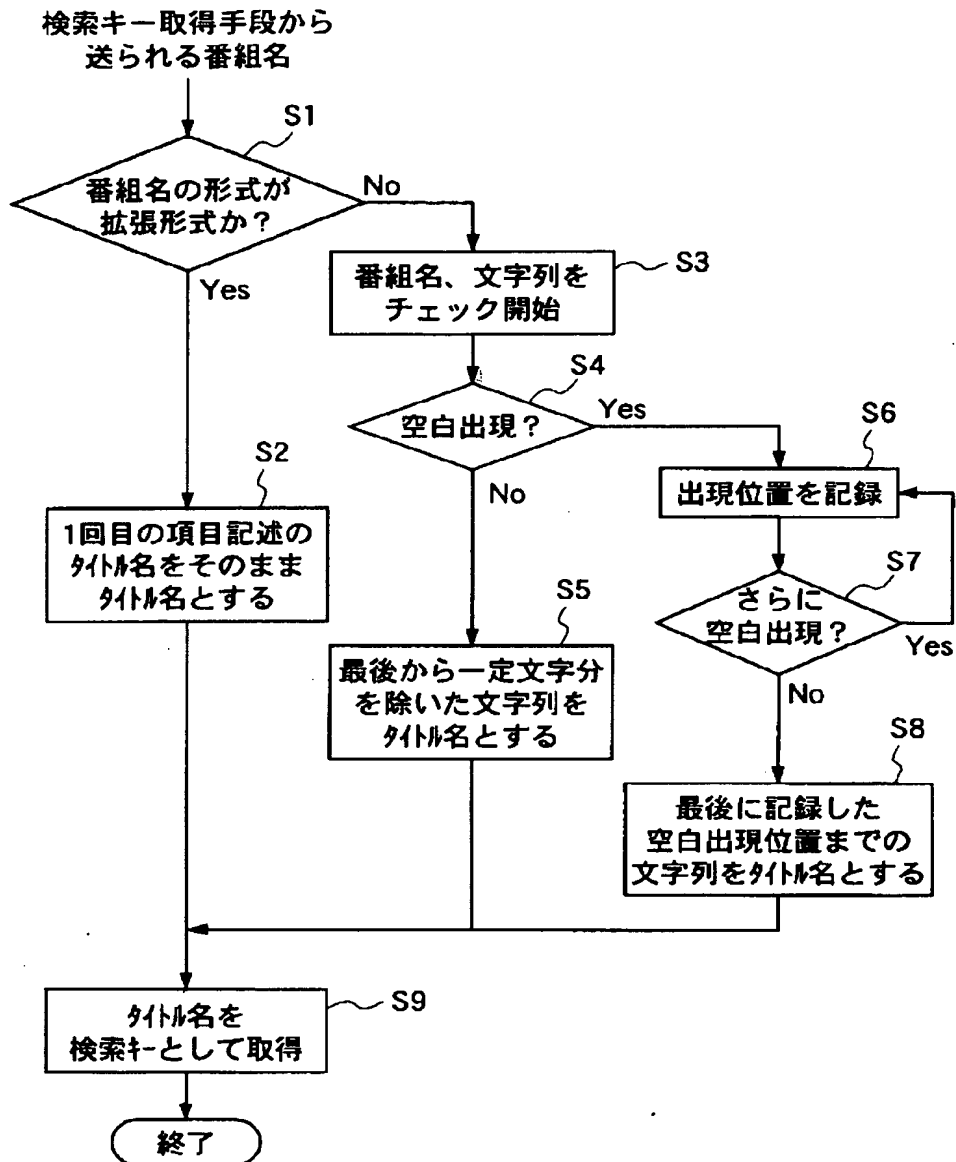 検索キー取得手段から
送られる番組名
S1
番組名の形式が
拡張形式か？
No
Yes
S3
番組名、文字列を
チェック開始
S4
空白出現？
Yes
No
S6
出現位置を記録
S2
1回目の項目記述の
ﾀｲﾄﾙ名をそのまま
ﾀｲﾄﾙ名とする
S7
さらに
空白出現？
Yes
No
S5
最後から一定文字分
を除いた文字列を
ﾀｲﾄﾙ名とする
S8
最後に記録した
空白出現位置までの
文字列をﾀｲﾄﾙ名とする
S9
ﾀｲﾄﾙ名を
検索ｷｰとして取得
終了